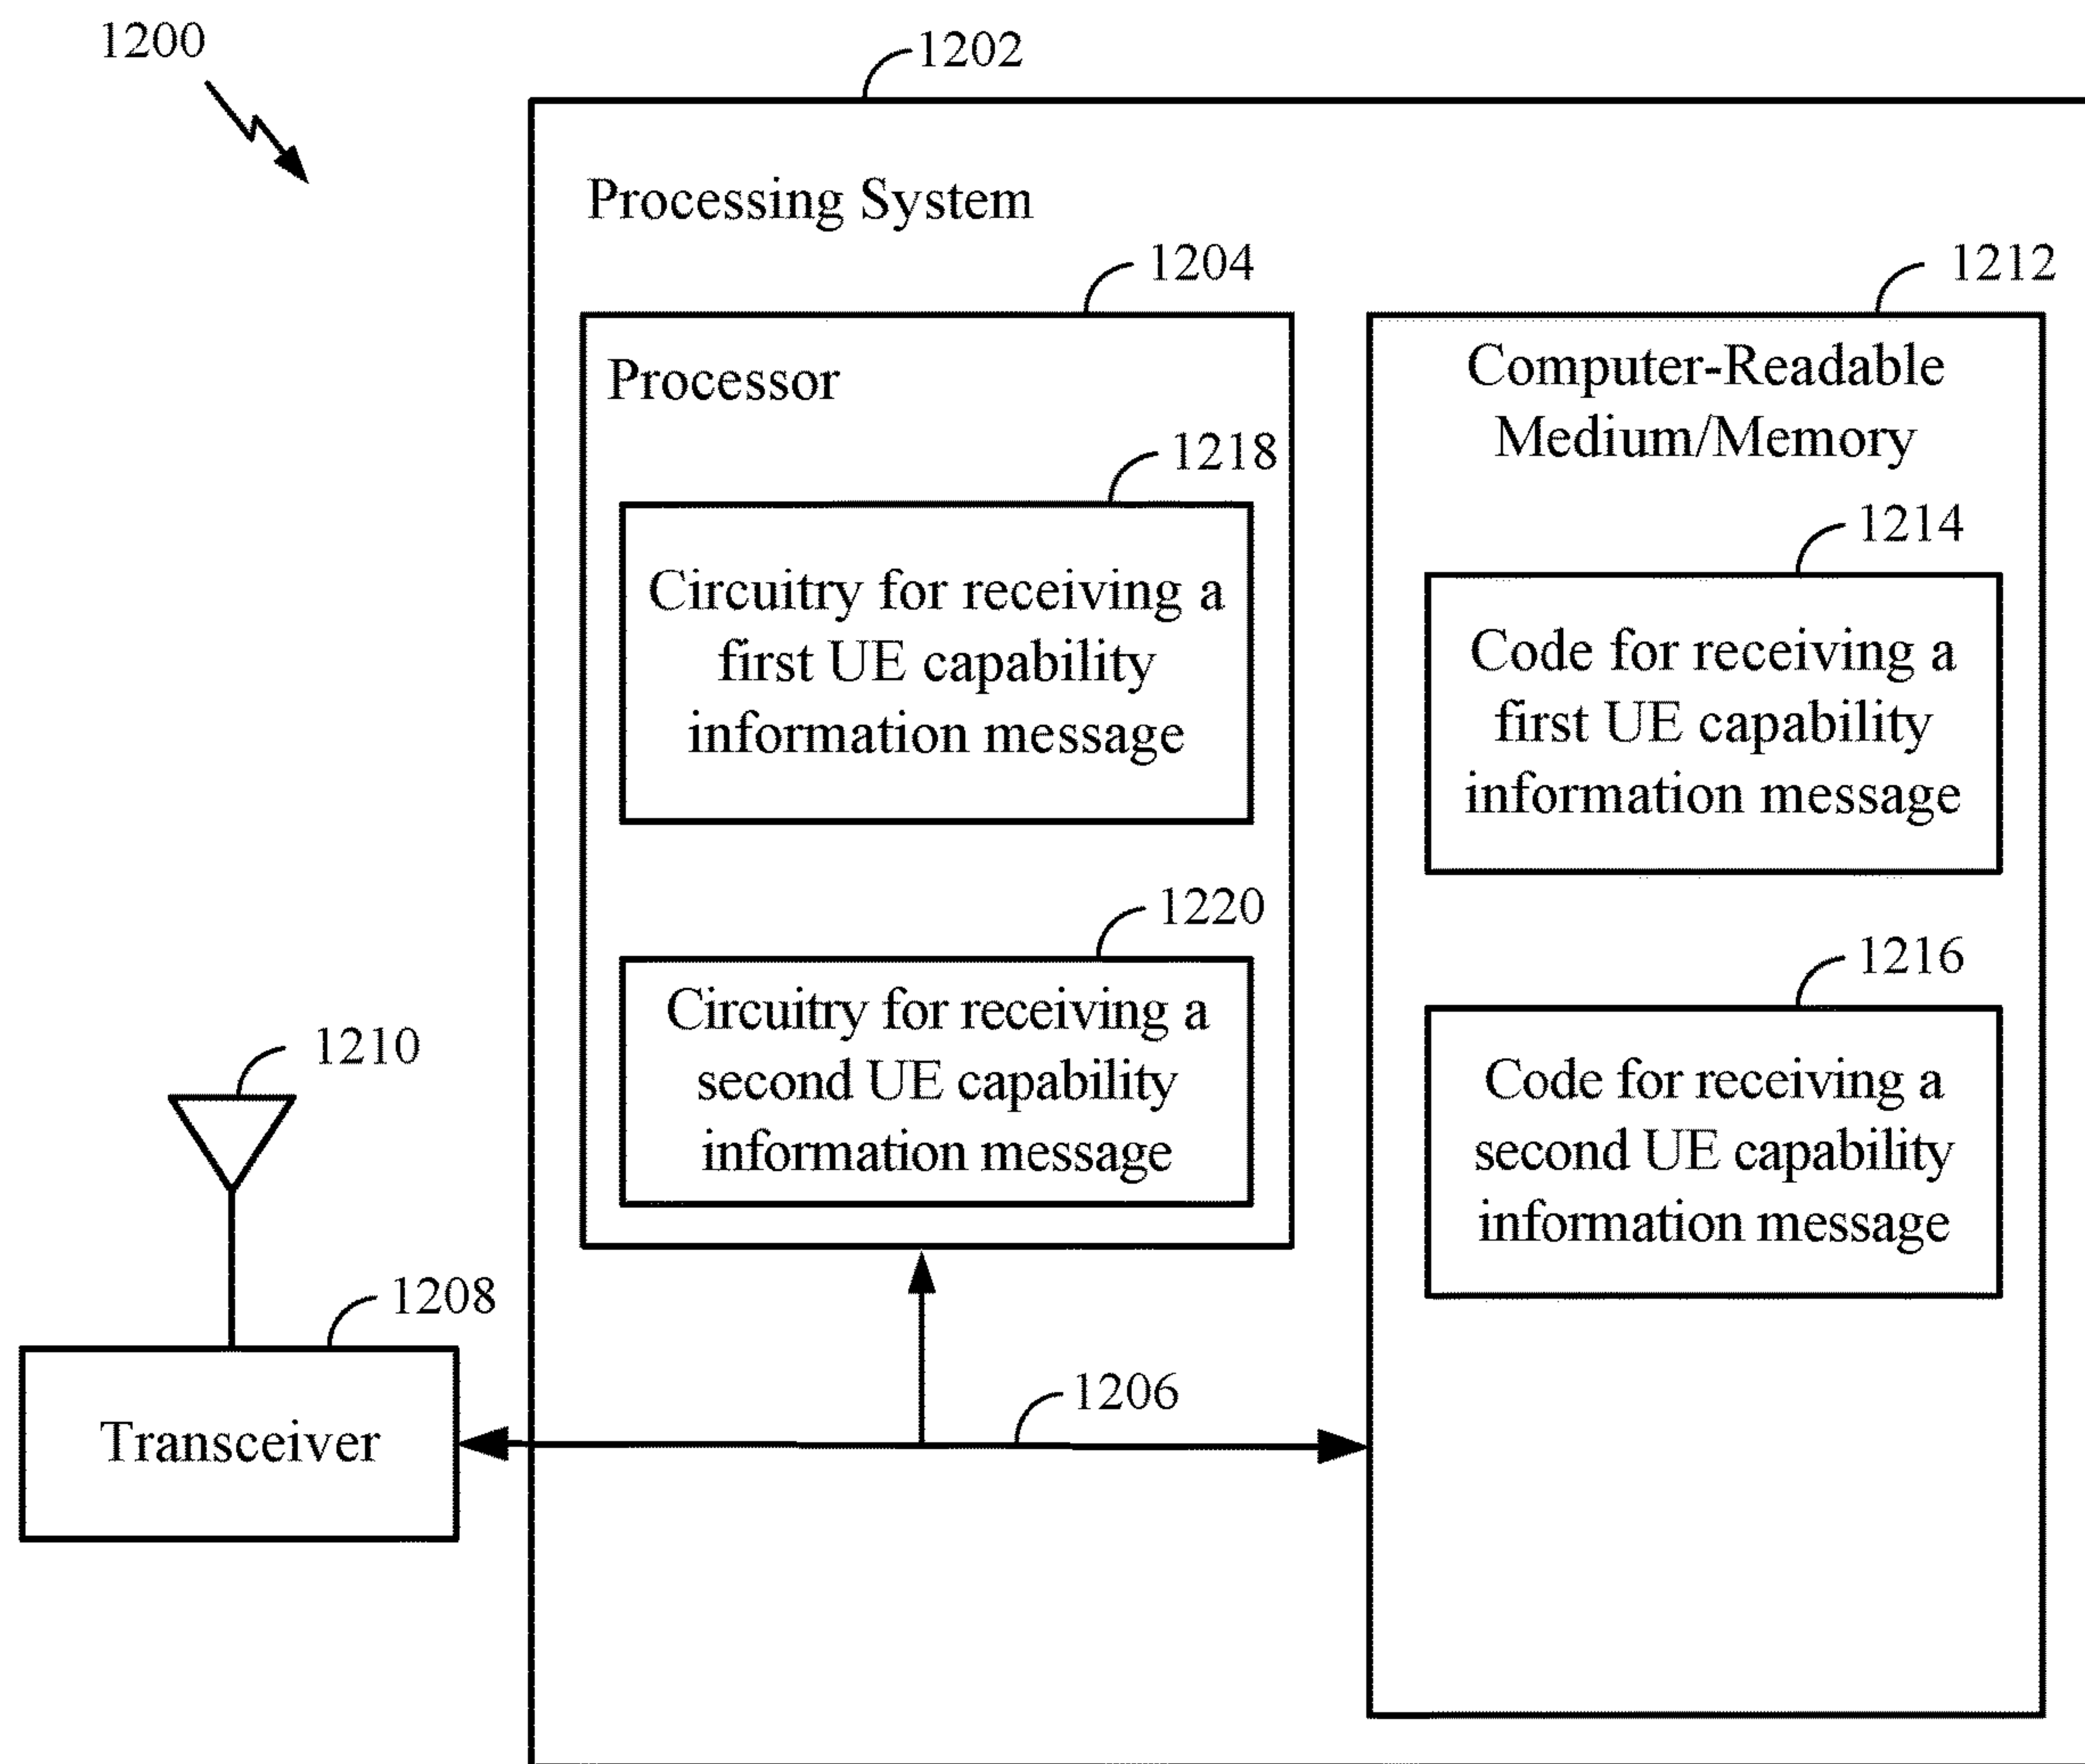 1200
1202
Processing System
1204
1212
Processor
Computer-Readable
Medium/Memory
1218
Circuitry for receiving a
first UE capability
information message
1214
Code for receiving a
first UE capability
information message
1220
Circuitry for receiving a
second UE capability
information message
1216
Code for receiving a
second UE capability
information message
1210
1208
Transceiver
1206